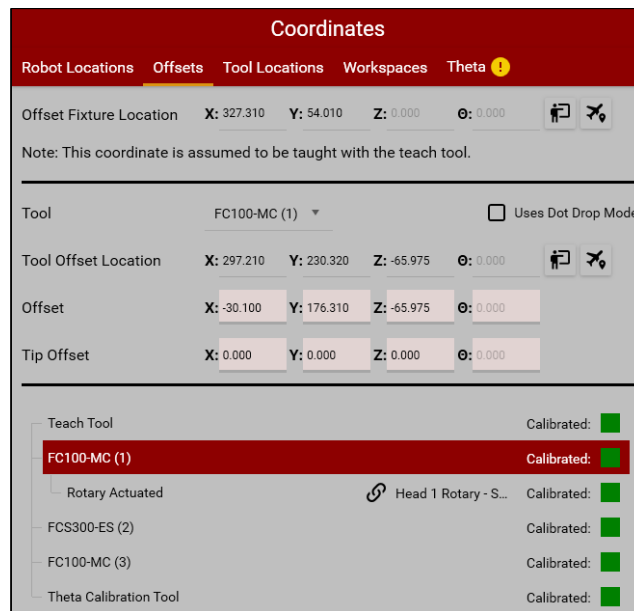 Coordinates
Robot Locations Offsets Tool Locations Workspaces Theta !
Offset Fixture Location X: 327.310 Y: 54.010 Z: 0.000 Θ: 0.000
Note: This coordinate is assumed to be taught with the teach tool.
Tool FC100-MC (1) Uses Dot Drop Mode
Tool Offset Location X: 297.210 Y: 230.320 Z: -65.975 Θ: 0.000
Offset X: -30.100 Y: 176.310 Z: -65.975 Θ: 0.000
Tip Offset X: 0.000 Y: 0.000 Z: 0.000 Θ: 0.000
Teach Tool Calibrated:
FC100-MC (1) Calibrated:
Rotary Actuated Head 1 Rotary - S... Calibrated:
FCS300-ES (2) Calibrated:
FC100-MC (3) Calibrated:
Theta Calibration Tool Calibrated: